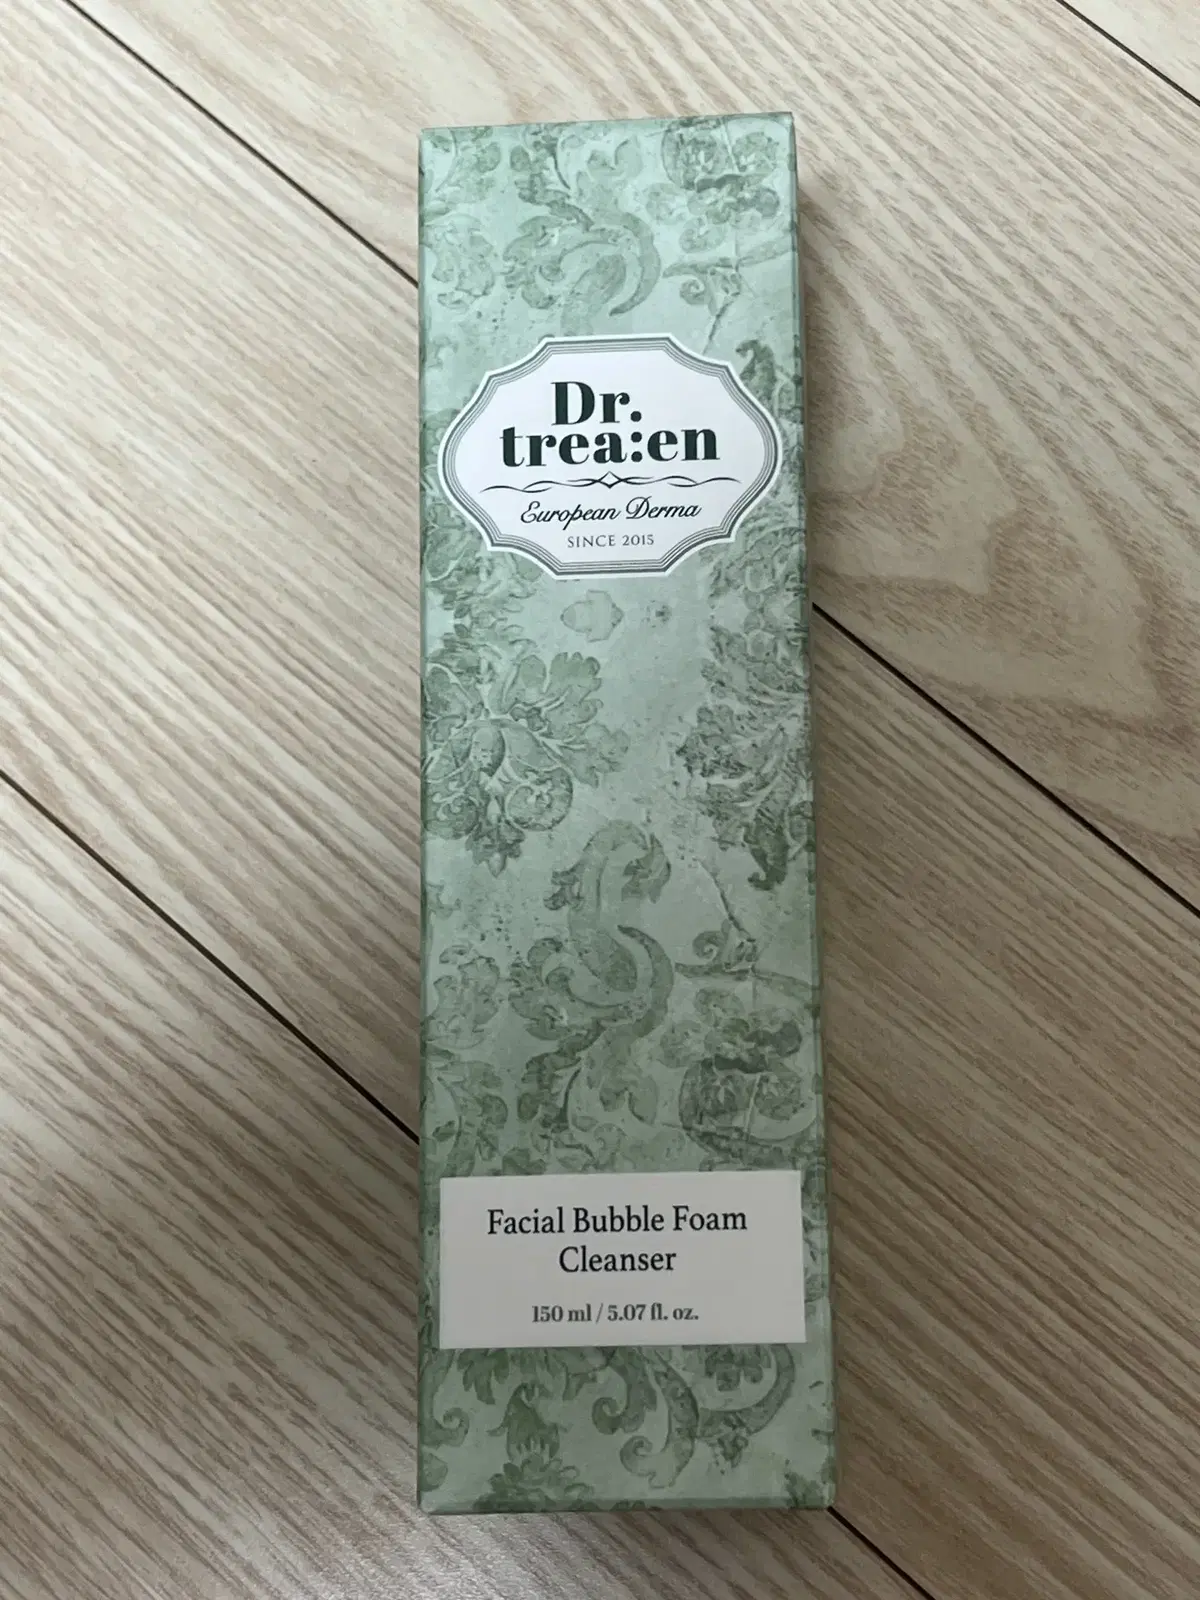 Dr.
trea:en
European Derma
SINCE 2015
Facial Bubble Foam
Cleanser
150 ml / 5.07 fl. oz.